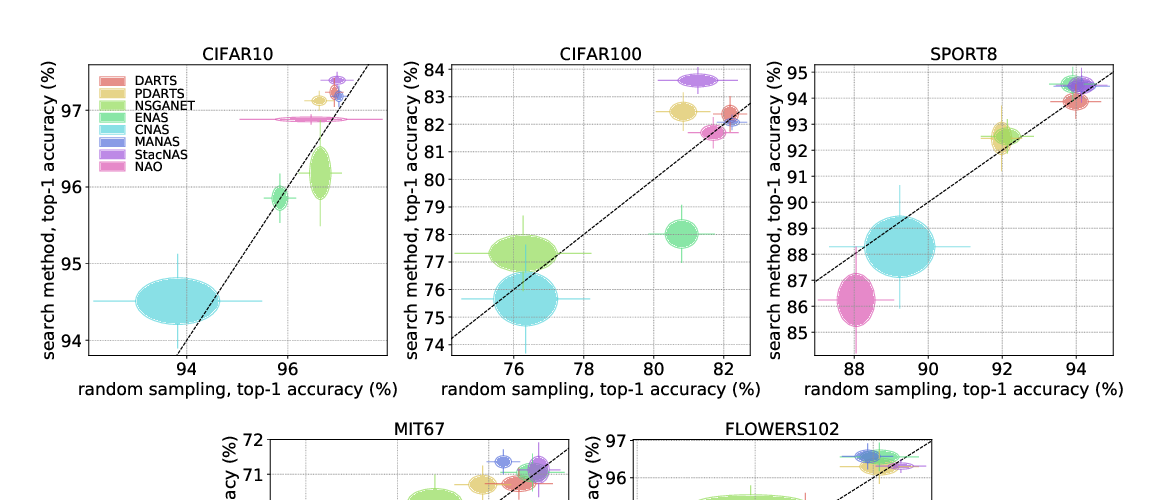 CIFAR10
CIFAR100
SPORT8
search method, top-1 accuracy (%)
97
96
95
94
DARTS
PDARTS
NSGANET
ENAS
CNAS
MANAS
StacNAS
NAO
94 96
random sampling, top-1 accuracy (%)
search method, top-1 accuracy (%)
84
83
82
81
80
79
78
77
76
75
74
76 78 80 82
random sampling, top-1 accuracy (%)
search method, top-1 accuracy (%)
95
94
93
92
91
90
89
88
87
86
85
88 90 92 94
random sampling, top-1 accuracy (%)
MIT67
acy (%)
72
71
FLOWERS102
acy (%)
97
96